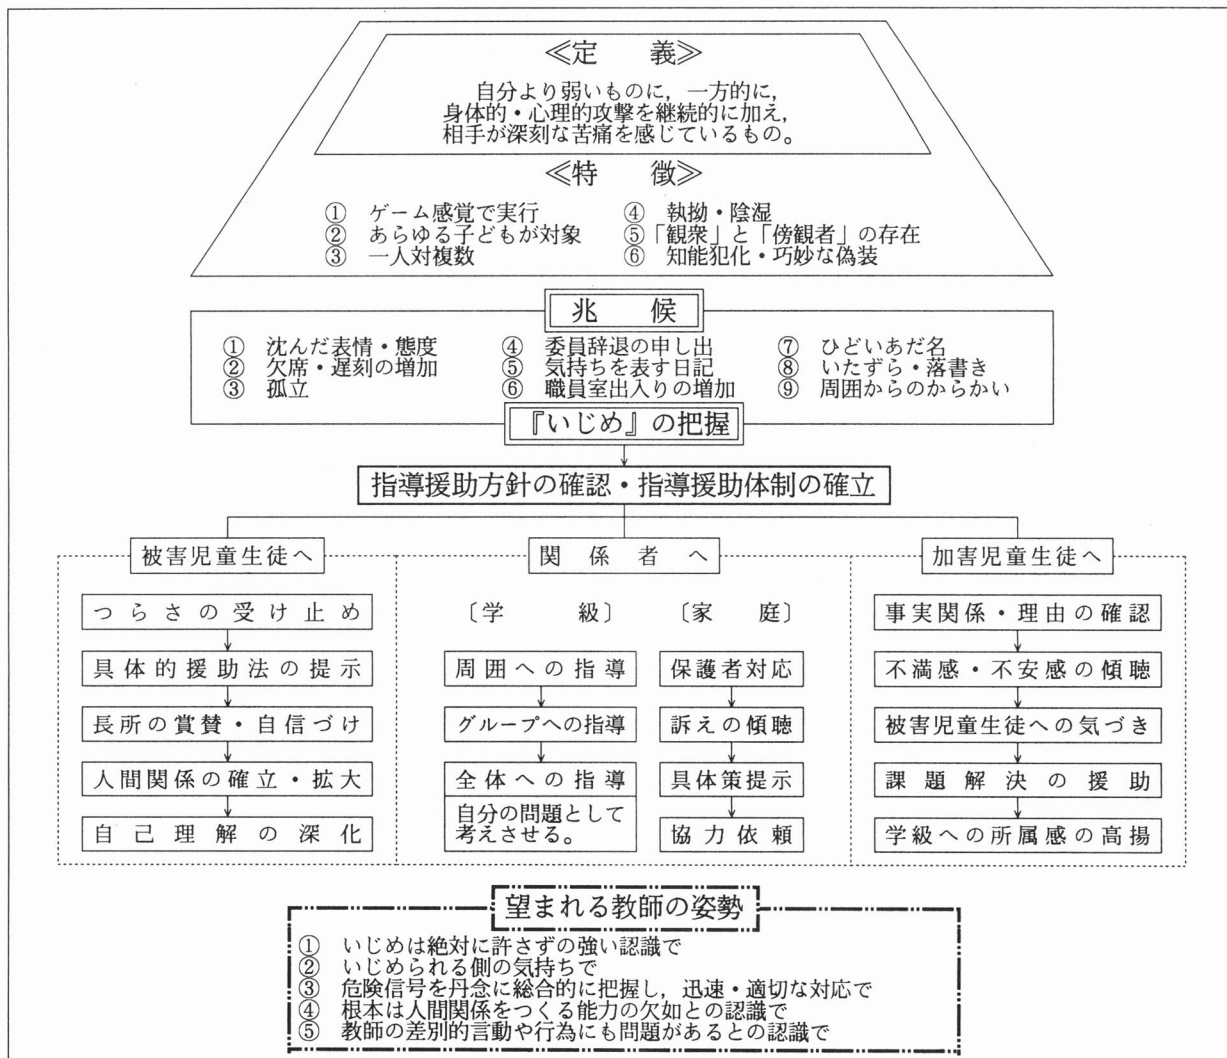 ≪定　義≫
自分より弱いものに，一方的に，
身体的・心理的攻撃を継続的に加え，
相手が深刻な苦痛を感じているもの。
≪特　徴≫
① ゲーム感覚で実行
② あらゆる子どもが対象
③ 一人対複数
④ 執拗・陰湿
⑤「観衆」と「傍観者」の存在
⑥ 知能犯化・巧妙な偽装
兆　候
① 沈んだ表情・態度
② 欠席・遅刻の増加
③ 孤立
④ 委員辞退の申し出
⑤ 気持ちを表す日記
⑥ 職員室出入りの増加
⑦ ひどいあだ名
⑧ いたずら・落書き
⑨ 周囲からのからかい
『いじめ』の把握
指導援助方針の確認・指導援助体制の確立
被害児童生徒へ
つらさの受け止め
具体的援助法の提示
長所の賞賛・自信づけ
人間関係の確立・拡大
自己理解の深化
関係者へ
〔学　級〕
周囲への指導
グループへの指導
全体への指導
自分の問題として
考えさせる。
〔家　庭〕
保護者対応
訴えの傾聴
具体策提示
協力依頼
加害児童生徒へ
事実関係・理由の確認
不満感・不安感の傾聴
被害児童生徒への気づき
課題解決の援助
学級への所属感の高揚
望まれる教師の姿勢
① いじめは絶対に許さずの強い認識で
② いじめられる側の気持ちで
③ 危険信号を丹念に総合的に把握し，迅速・適切な対応で
④ 根本は人間関係をつくる能力の欠如との認識で
⑤ 教師の差別的言動や行為にも問題があるとの認識で